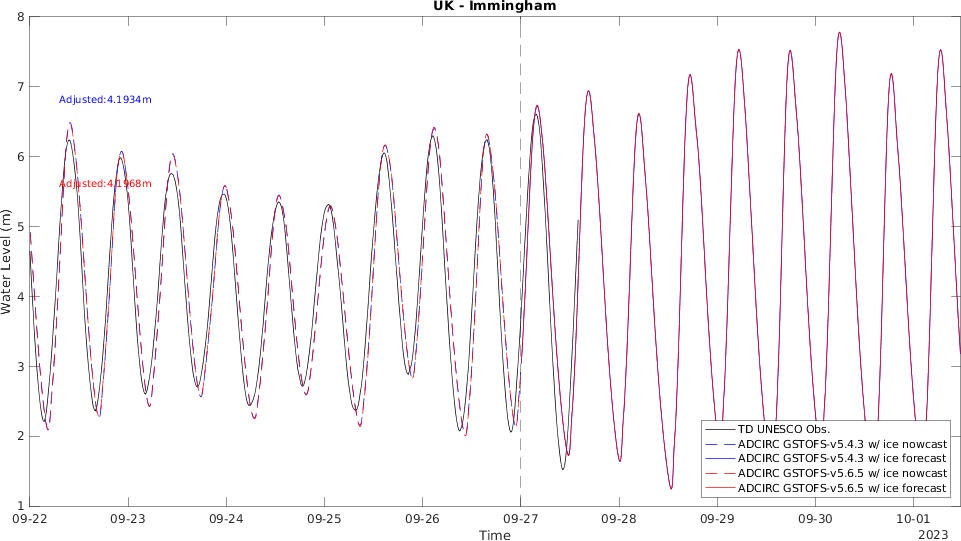 UK - Immingham
8
7
6
5
4
3
2
1
Water Level (m)
Adjusted:4.1934m
Adjusted:4.1968m
TD UNESCO Obs.
ADCIRC GSTOFS-v5.4.3 w/ ice nowcast
ADCIRC GSTOFS-v5.4.3 w/ ice forecast
ADCIRC GSTOFS-v5.6.5 w/ ice nowcast
ADCIRC GSTOFS-v5.6.5 w/ ice forecast
09-22 09-23 09-24 09-25 09-26 09-27 09-28 09-29 09-30 10-01
Time
2023